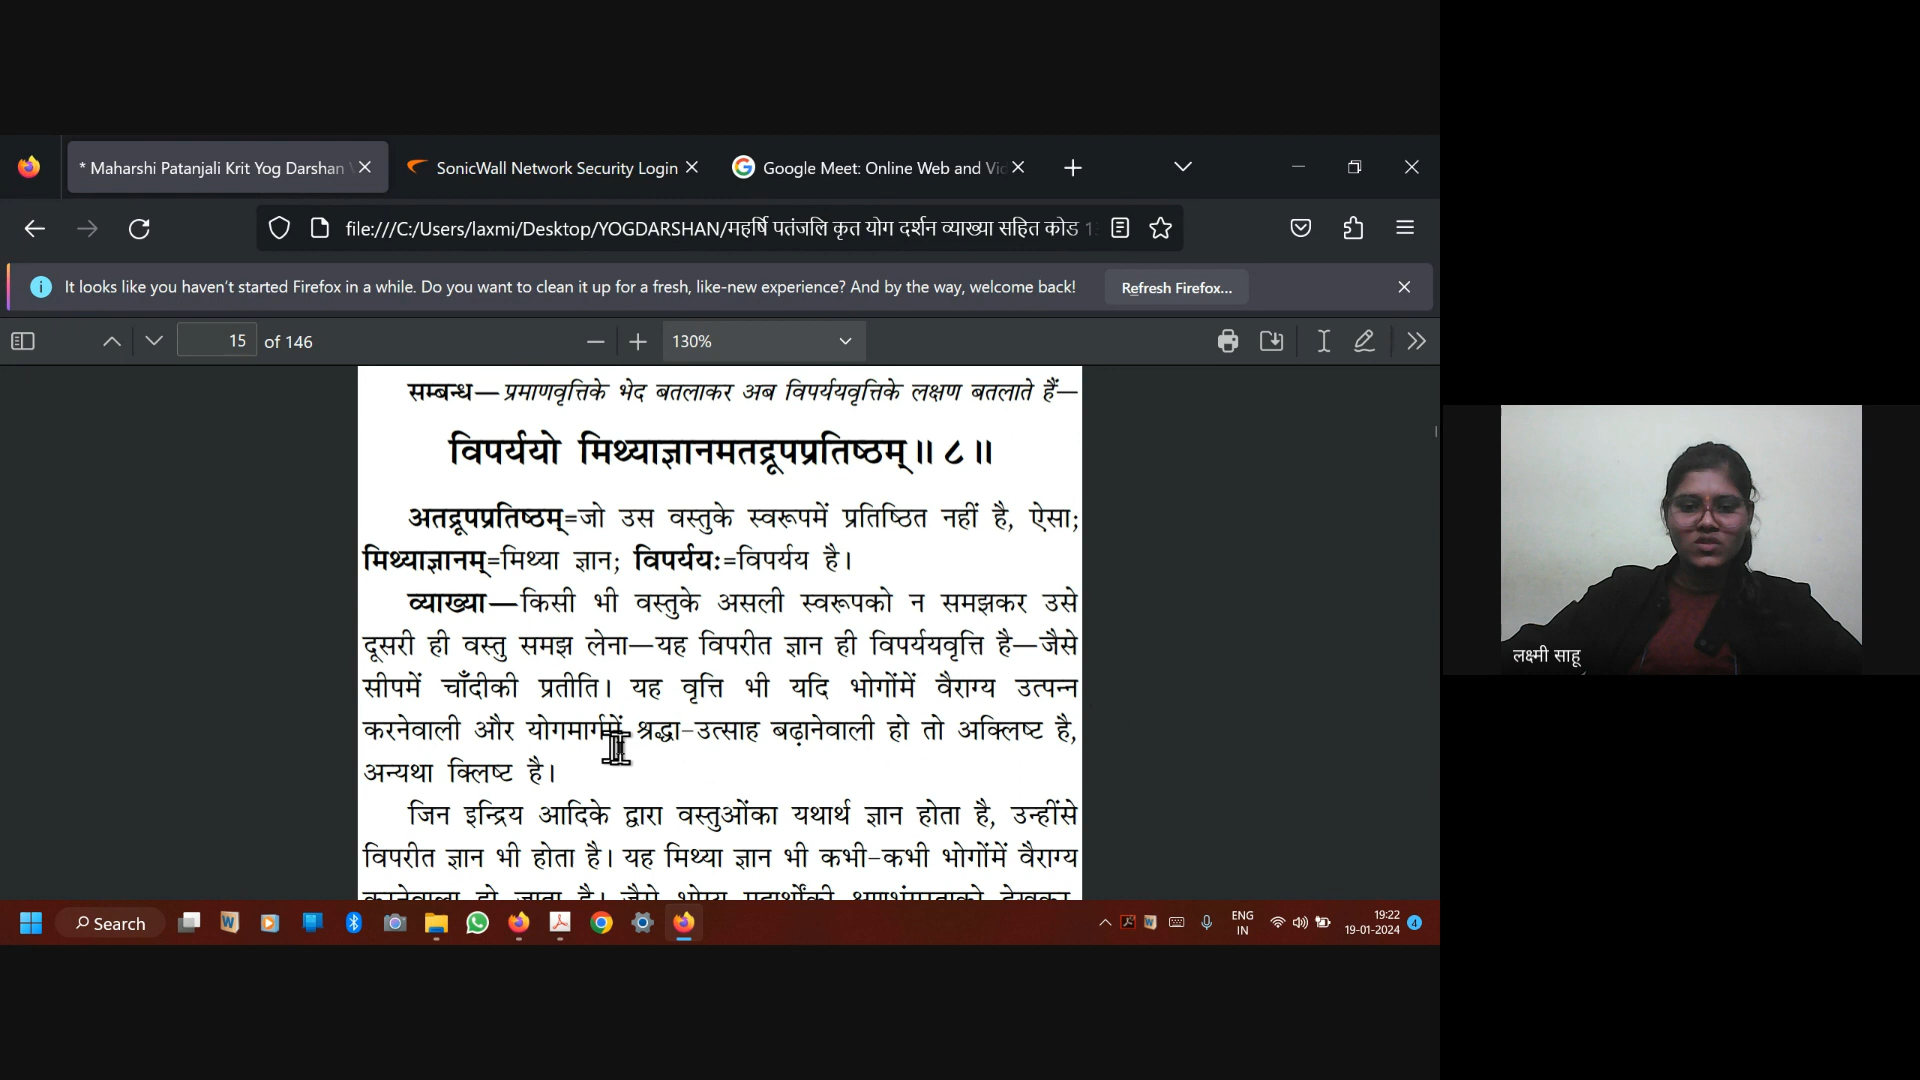 * Maharshi Patanjali Krit Yog Darshan
SonicWall Network Security Login
Google Meet: Online Web and Vi
file:///C:/Users/laxmi/Desktop/YOGDARSHAN/महर्षि पतंजलि कृत योग दर्शन व्याख्या सहित कोड 1
It looks like you haven’t started Firefox in a while. Do you want to clean it up for a fresh, like-new experience? And by the way, welcome back!
Refresh Firefox...
15 of 146
130%
सम्बन्ध—प्रमाणवृत्तिके भेद बतलाकर अब विपर्ययवृत्तिके लक्षण बतलाते हैं—
विपर्ययो मिथ्याज्ञानमतद्रूपप्रतिष्ठम्॥ ८॥
अतद्रूपप्रतिष्ठम्=जो उस वस्तुके स्वरूपमें प्रतिष्ठित नहीं है, ऐसा;
मिथ्याज्ञानम्=मिथ्या ज्ञान; विपर्ययः=विपर्यय है।
व्याख्या—किसी भी वस्तुके असली स्वरूपको न समझकर उसे
दूसरी ही वस्तु समझ लेना—यह विपरीत ज्ञान ही विपर्ययवृत्ति है—जैसे
सीपमें चाँदीकी प्रतीति। यह वृत्ति भी यदि भोगोंमें वैराग्य उत्पन्न
करनेवाली और योगमार्गमें श्रद्धा-उत्साह बढ़ानेवाली हो तो अक्लिष्ट है,
अन्यथा क्लिष्ट है।
जिन इन्द्रिय आदिके द्वारा वस्तुओंका यथार्थ ज्ञान होता है, उन्हींसे
विपरीत ज्ञान भी होता है। यह मिथ्या ज्ञान भी कभी-कभी भोगोंमें वैराग्य
लक्ष्मी साहू
Search
ENG
IN
19:22
19-01-2024
4